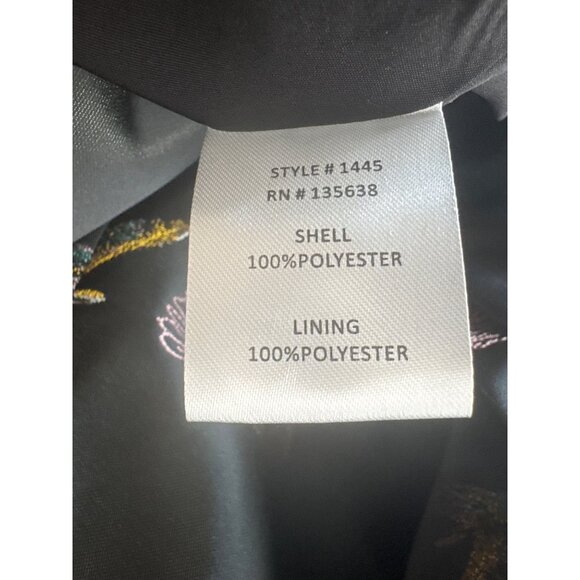 STYLE # 1445
RN # 135638
SHELL
100%POLYESTER
LINING
100%POLYESTER